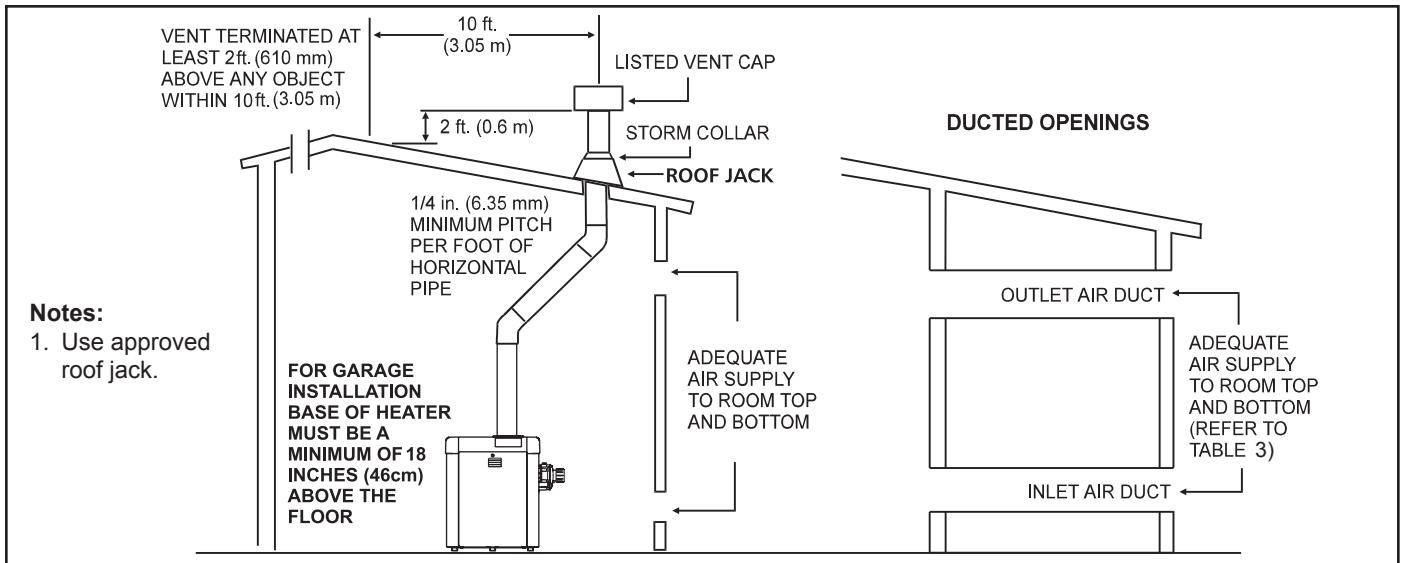 VENT TERMINATED AT
LEAST 2ft. (610 mm)
ABOVE ANY OBJECT
WITHIN 10ft. (3.05 m)
10 ft.
(3.05 m)
LISTED VENT CAP
2 ft. (0.6 m)
STORM COLLAR
ROOF JACK
1/4 in. (6.35 mm)
MINIMUM PITCH
PER FOOT OF
HORIZONTAL
PIPE
Notes:
1. Use approved
roof jack.
FOR GARAGE
INSTALLATION
BASE OF HEATER
MUST BE A
MINIMUM OF 18
INCHES (46cm)
ABOVE THE
FLOOR
ADEQUATE
AIR SUPPLY
TO ROOM TOP
AND BOTTOM
DUCTED OPENINGS
OUTLET AIR DUCT
ADEQUATE
AIR SUPPLY
TO ROOM TOP
AND BOTTOM
(REFER TO
TABLE 3)
INLET AIR DUCT